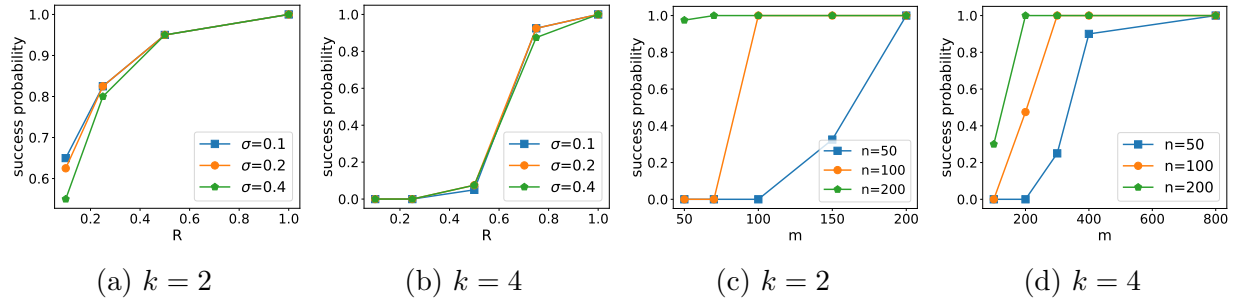 success probability
1.0
0.9
0.8
0.7
0.6
0.2 0.4 0.6 0.8 1.0
R
σ=0.1
σ=0.2
σ=0.4
(a) k = 2
success probability
1.0
0.8
0.6
0.4
0.2
0.0
0.2 0.4 0.6 0.8 1.0
R
σ=0.1
σ=0.2
σ=0.4
(b) k = 4
success probability
1.0
0.8
0.6
0.4
0.2
0.0
50 100 150 200
m
n=50
n=100
n=200
(c) k = 2
success probability
1.0
0.8
0.6
0.4
0.2
0.0
200 400 600 800
m
n=50
n=100
n=200
(d) k = 4